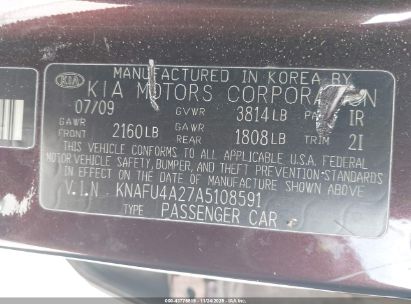 MANUFACTURED IN KOREA BY
KIA KIA MOTORS CORPORATION
07/09 GVWR 3814LB IR
GAWR FRONT 2160LB GAWR REAR 1808LB TRIM 2I
THIS VEHICLE CONFORMS TO ALL APPLICABLE U.S.A. FEDERAL
MOTOR VEHICLE SAFETY, BUMPER, AND THEFT PREVENTION STANDARDS
IN EFFECT ON THE DATE OF MANUFACTURE SHOWN ABOVE
V.I.N KNAFU4A27A5108591
TYPE: PASSENGER CAR